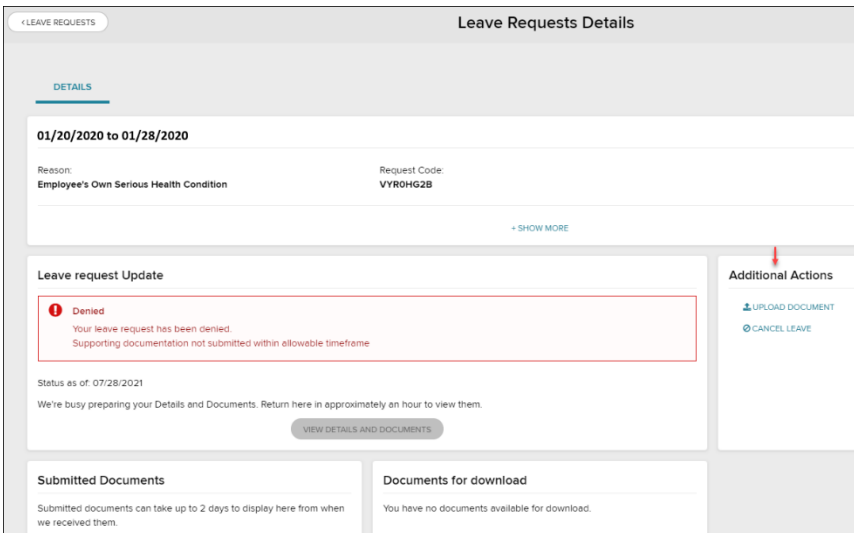 < LEAVE REQUESTS
Leave Requests Details
DETAILS
01/20/2020 to 01/28/2020
Reason:
Employee's Own Serious Health Condition
Request Code:
VYR0HG2B
+ SHOW MORE
Leave request Update
Denied
Your leave request has been denied.
Supporting documentation not submitted within allowable timeframe
Status as of: 07/28/2021
We're busy preparing your Details and Documents. Return here in approximately an hour to view them.
VIEW DETAILS AND DOCUMENTS
Additional Actions
UPLOAD DOCUMENT
CANCEL LEAVE
Submitted Documents
Submitted documents can take up to 2 days to display here from when
we received them.
Documents for download
You have no documents available for download.